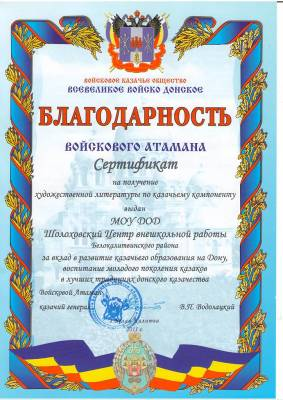 ВОЙСКОВОЕ КАЗАЧЬЕ ОБЩЕСТВО
ВСЕВЕЛИКОЕ ВОЙСКО ДОНСКОЕ
БЛАГОДАРНОСТЬ
ВОЙСКОВОГО АТАМАНА
Сертификат
на получение
художественной литературы по казачьему компоненту
выдан
МОУ ДОД
Шолоховский Центр внешкольной работы
Белокалитвинского района
за вклад в развитие казачьего образования на Дону,
воспитание молодого поколения казаков
в лучших традициях донского казачества
Войсковой Атаман
казачий генерал
В.П. Водолацкий